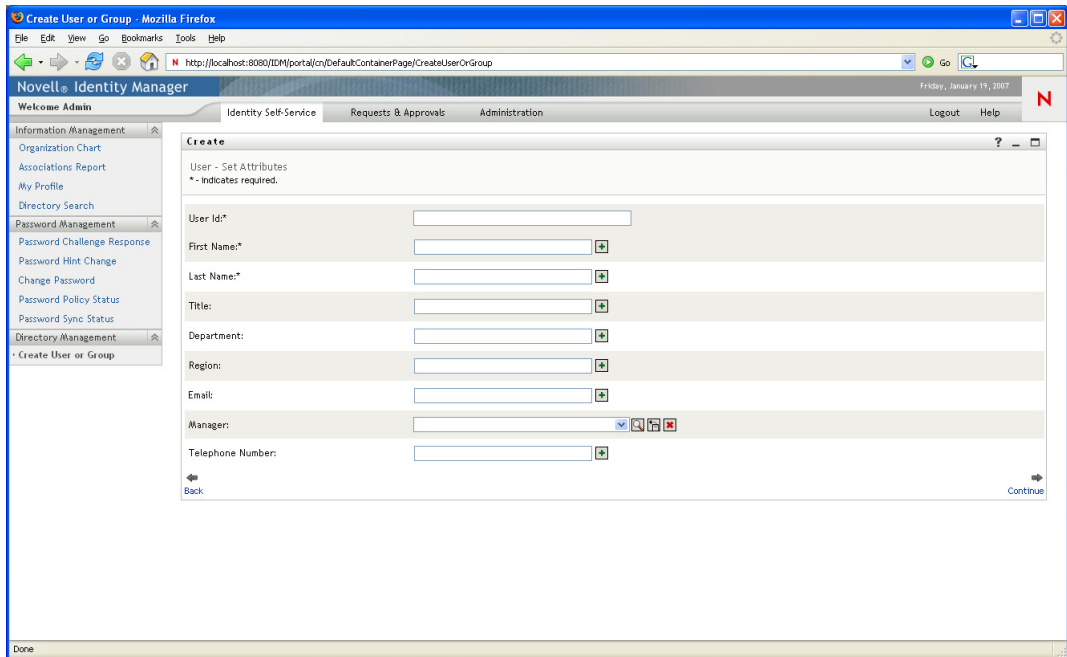 Create User or Group - Mozilla Firefox
File Edit View Go Bookmarks Tools Help
N http://localhost:8080/IDM/portal/cn/DefaultContainerPage/CreateUserOrGroup Go G
Novell® Identity Manager Friday, January 19, 2007 N
Welcome Admin Identity Self-Service Requests & Approvals Administration Logout Help
Information Management
Organization Chart
Associations Report
My Profile
Directory Search
Password Management
Password Challenge Response
Password Hint Change
Change Password
Password Policy Status
Password Sync Status
Directory Management
· Create User or Group
Create ?
User - Set Attributes
* - indicates required.
User Id:*
First Name:*
Last Name:*
Title:
Department:
Region:
Email:
Manager:
Telephone Number:
Back Continue
Done